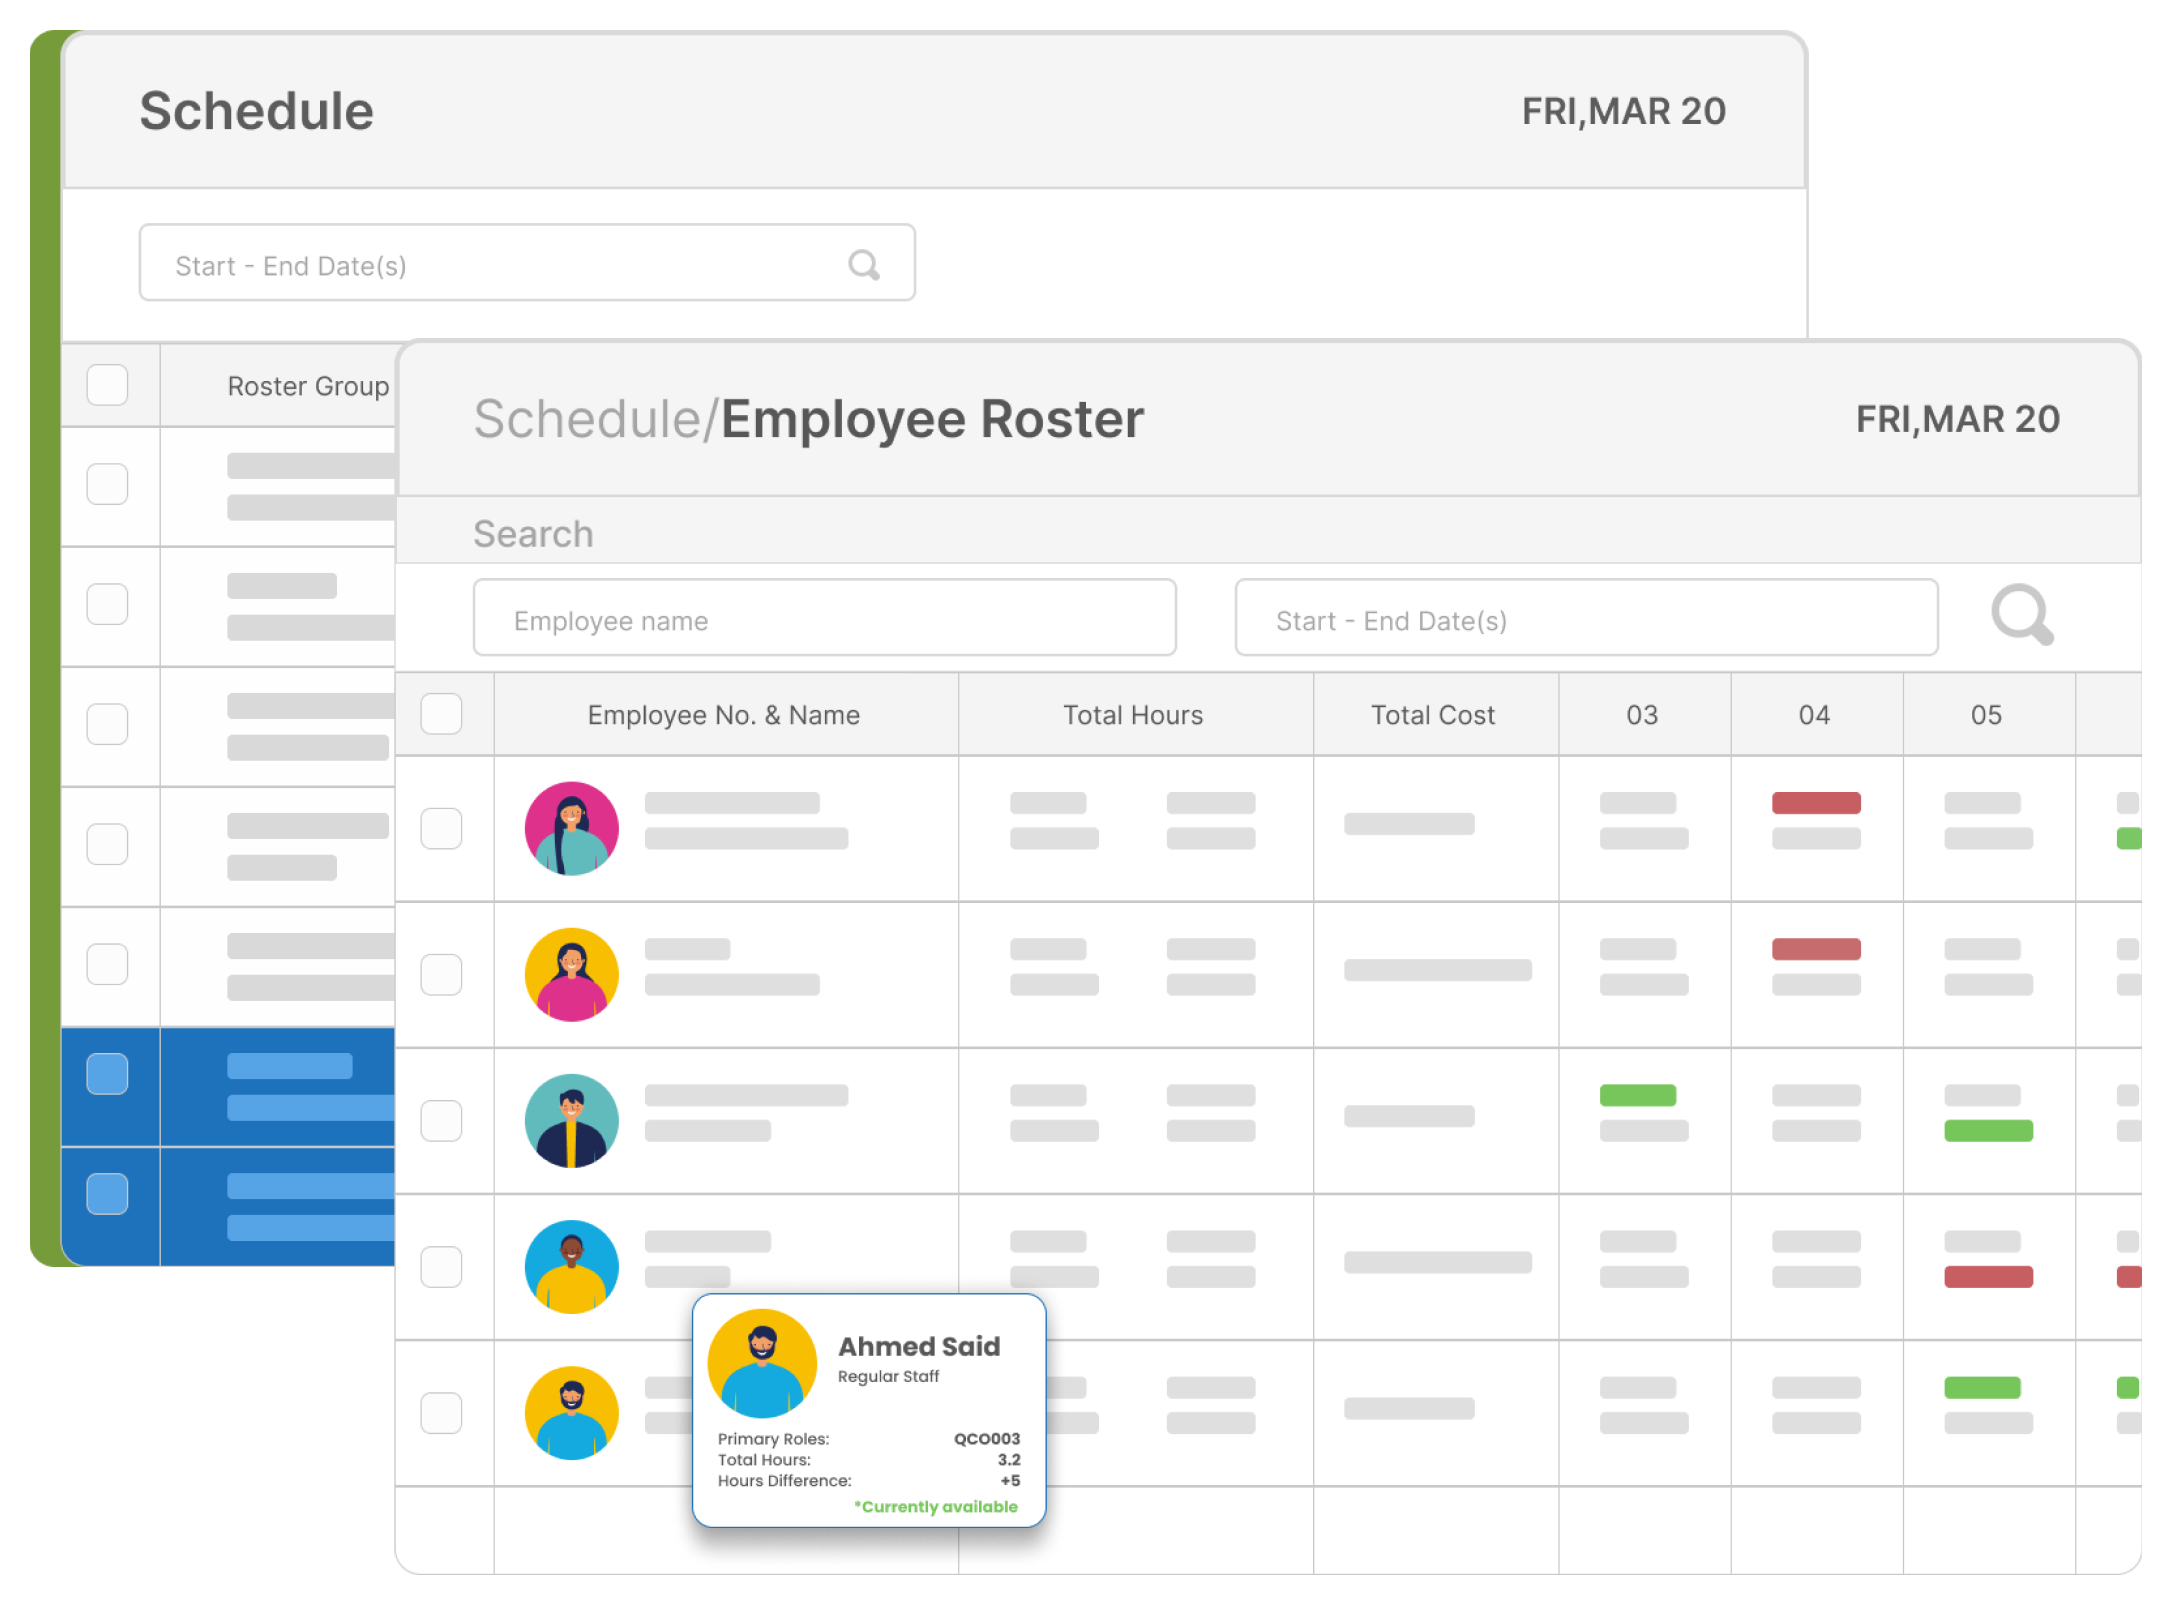 Schedule
FRI,MAR 20
Start - End Date(s)
Roster Group
Schedule/Employee Roster
FRI,MAR 20
Search
Employee name
Start - End Date(s)
Employee No. & Name
Total Hours
Total Cost
03
04
05
Ahmed Said
Regular Staff
Primary Roles: QCO003
Total Hours: 3.2
Hours Difference: +5
*Currently available